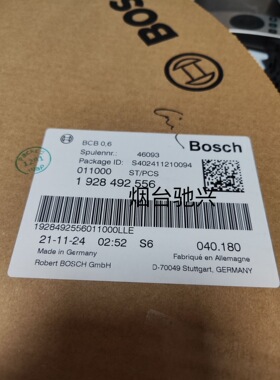 BOSCH
BCB 0,6
Bosch
Spulennr.: 46093
Package ID: S402411210094
011000 ST/PCS
1 928 492 556
烟台驰兴
1928492556011000LLE
21-11-24 02:52 S6 040.180
Made in Germany Fabriqué en Allemagne
Robert BOSCH GmbH D-70049 Stuttgart, GERMANY